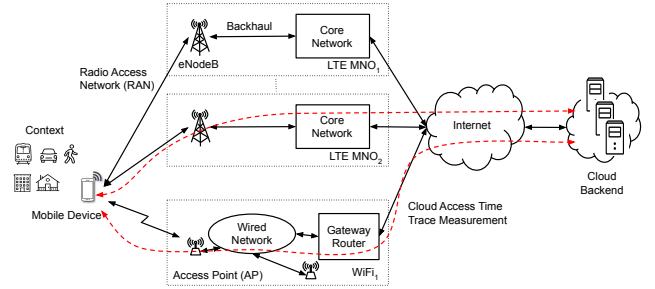 Backhaul
Core
Network
eNodeB
LTE MNO1
Radio Access
Network (RAN)
Core
Network
Internet
Context
LTE MNO2
Cloud
Backend
Mobile Device
Cloud Access Time
Trace Measurement
Wired
Network
Gateway
Router
Access Point (AP)
WiFi1